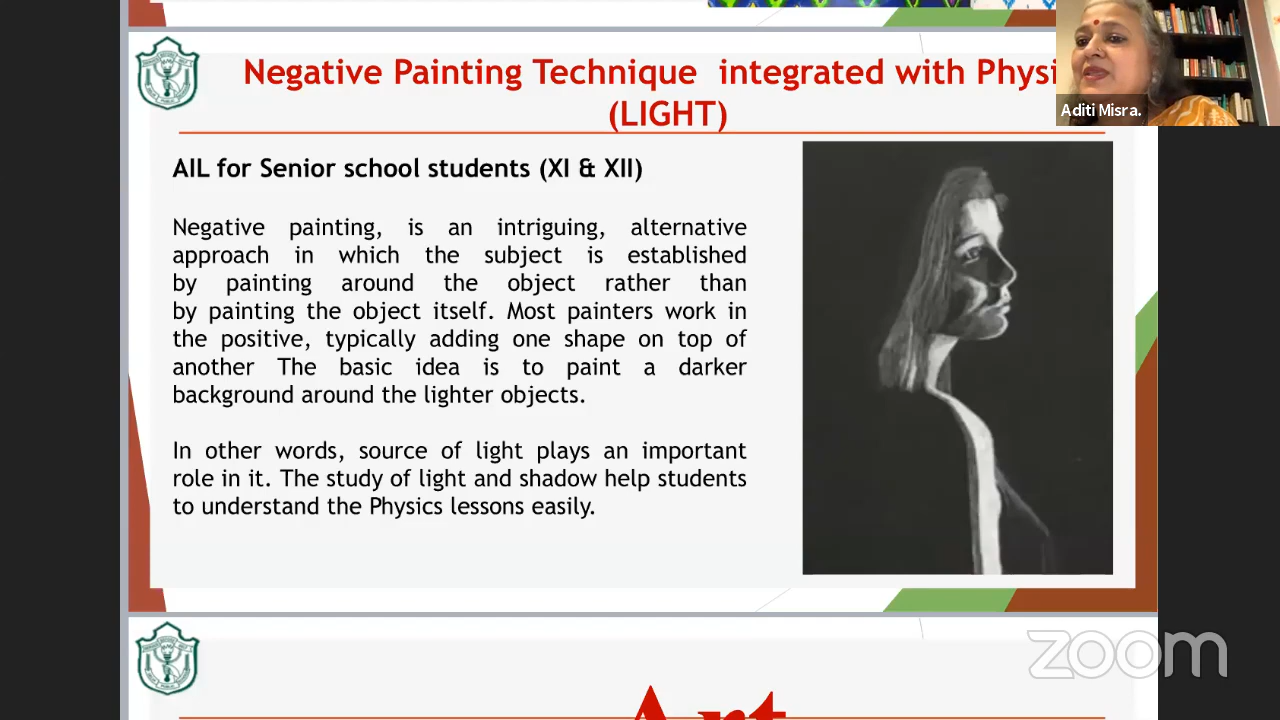 Negative Painting Technique integrated with Physi
(LIGHT)
Aditi Misra.
AIL for Senior school students (XI & XII)
Negative painting, is an intriguing, alternative
approach in which the subject is established
by painting around the object rather than
by painting the object itself. Most painters work in
the positive, typically adding one shape on top of
another The basic idea is to paint a darker
background around the lighter objects.
In other words, source of light plays an important
role in it. The study of light and shadow help students
to understand the Physics lessons easily.
zoom
Art